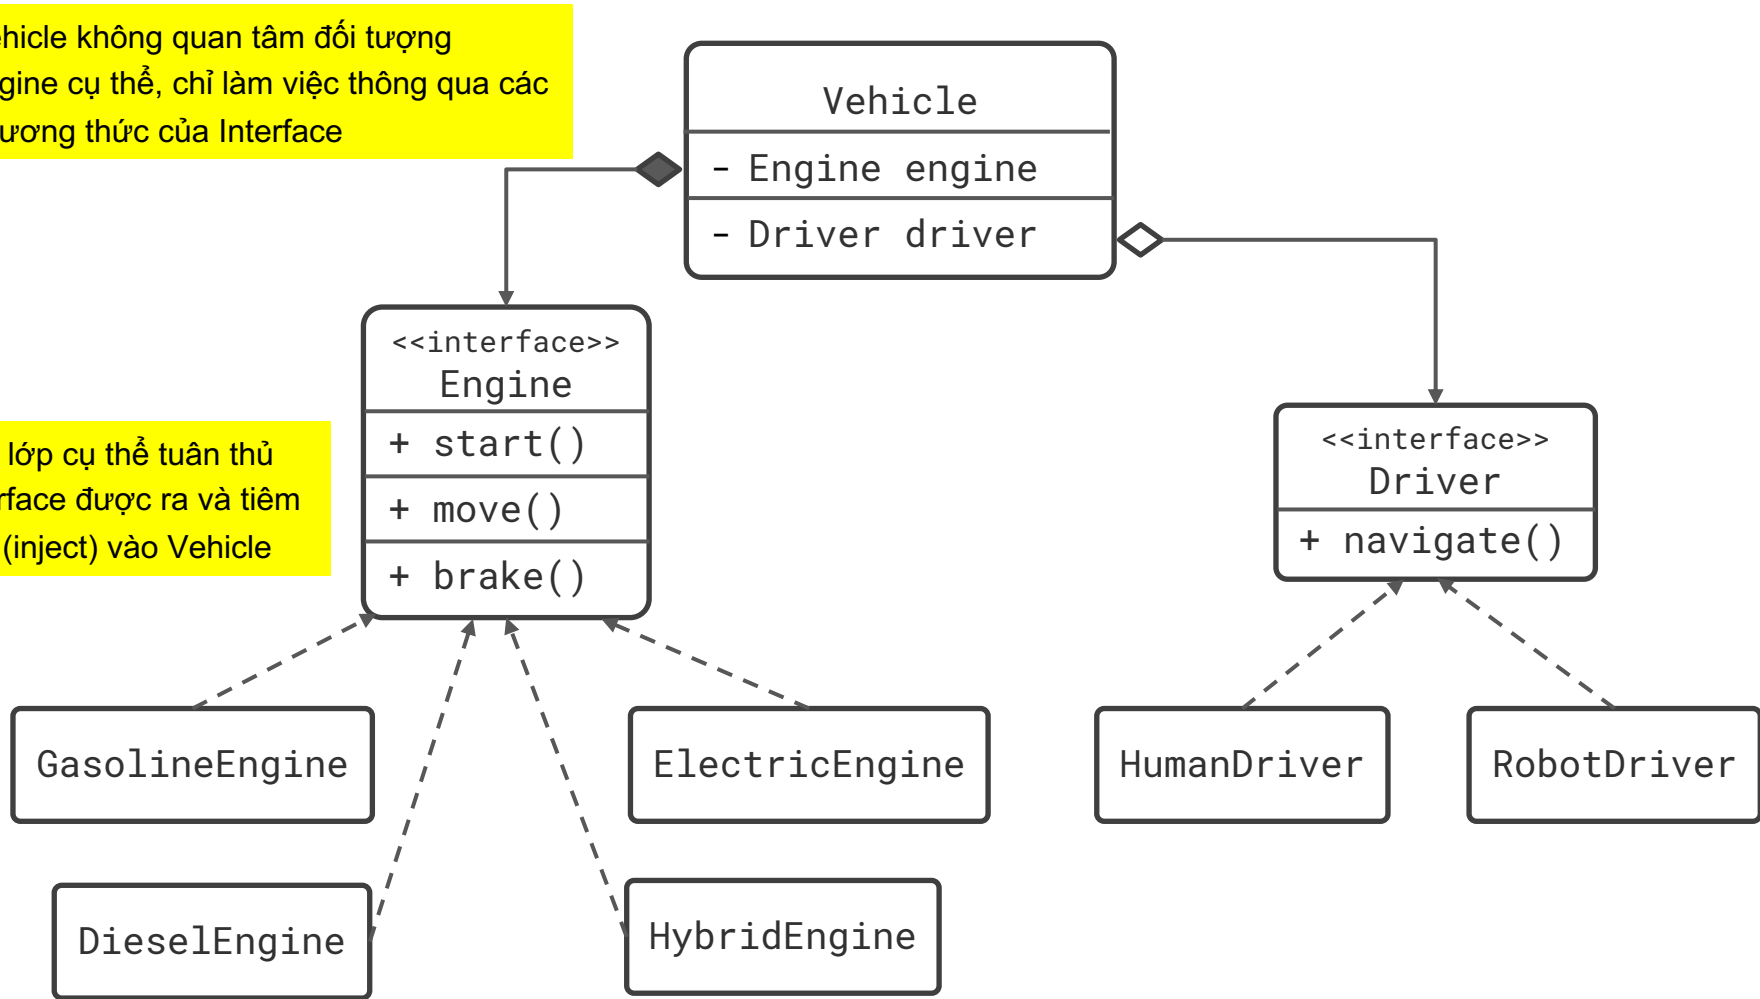 ehicle không quan tâm đối tượng
gine cụ thể, chỉ làm việc thông qua các
ương thức của Interface
Vehicle
- Engine engine
- Driver driver
<<interface>>
Engine
+ start()
+ move()
+ brake()
lớp cụ thể tuân thủ
rface được ra và tiêm
(inject) vào Vehicle
<<interface>>
Driver
+ navigate()
GasolineEngine
ElectricEngine
HumanDriver
RobotDriver
DieselEngine
HybridEngine